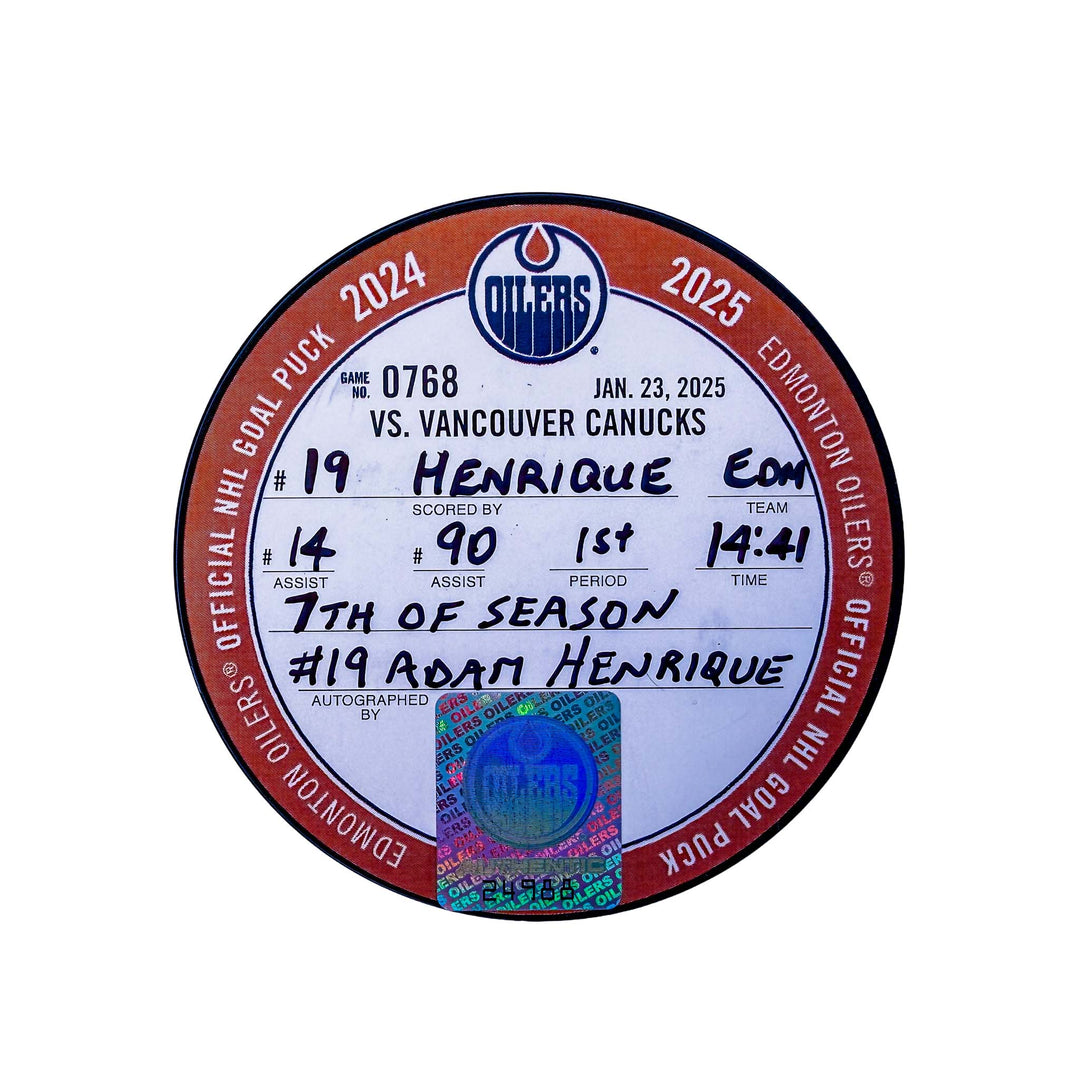 2024 2025
EDMONTON OILERS® OFFICIAL NHL GOAL PUCK
EDMONTON OILERS® OFFICIAL NHL GOAL PUCK
OILERS
GAME NO. 0768 JAN. 23, 2025
VS. VANCOUVER CANUCKS
# 19 HENRIQUE EDM
SCORED BY TEAM
# 14 # 90 1st 14:41
ASSIST ASSIST PERIOD TIME
7TH OF SEASON
#19 ADAM HENRIQUE
AUTOGRAPHED BY
OILERS
AUTHENTIC
24988